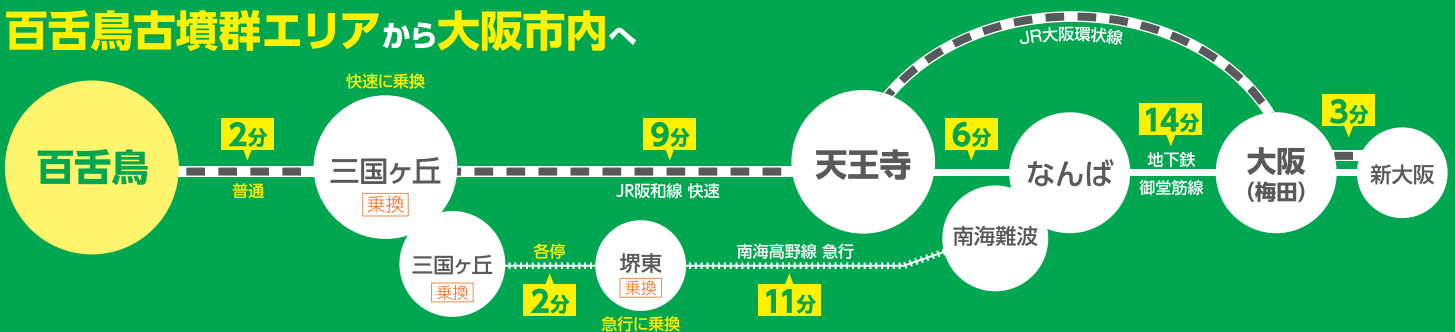 百舌鳥古墳群エリアから大阪市内へ
JR大阪環状線
快速に乗換
百舌鳥
2分
普通
三国ヶ丘
乗換
9分
JR阪和線 快速
天王寺
6分
なんば
14分
地下鉄
御堂筋線
大阪
(梅田)
3分
新大阪
三国ヶ丘
乗換
各停
2分
堺東
乗換
急行に乗換
南海高野線 急行
11分
南海難波